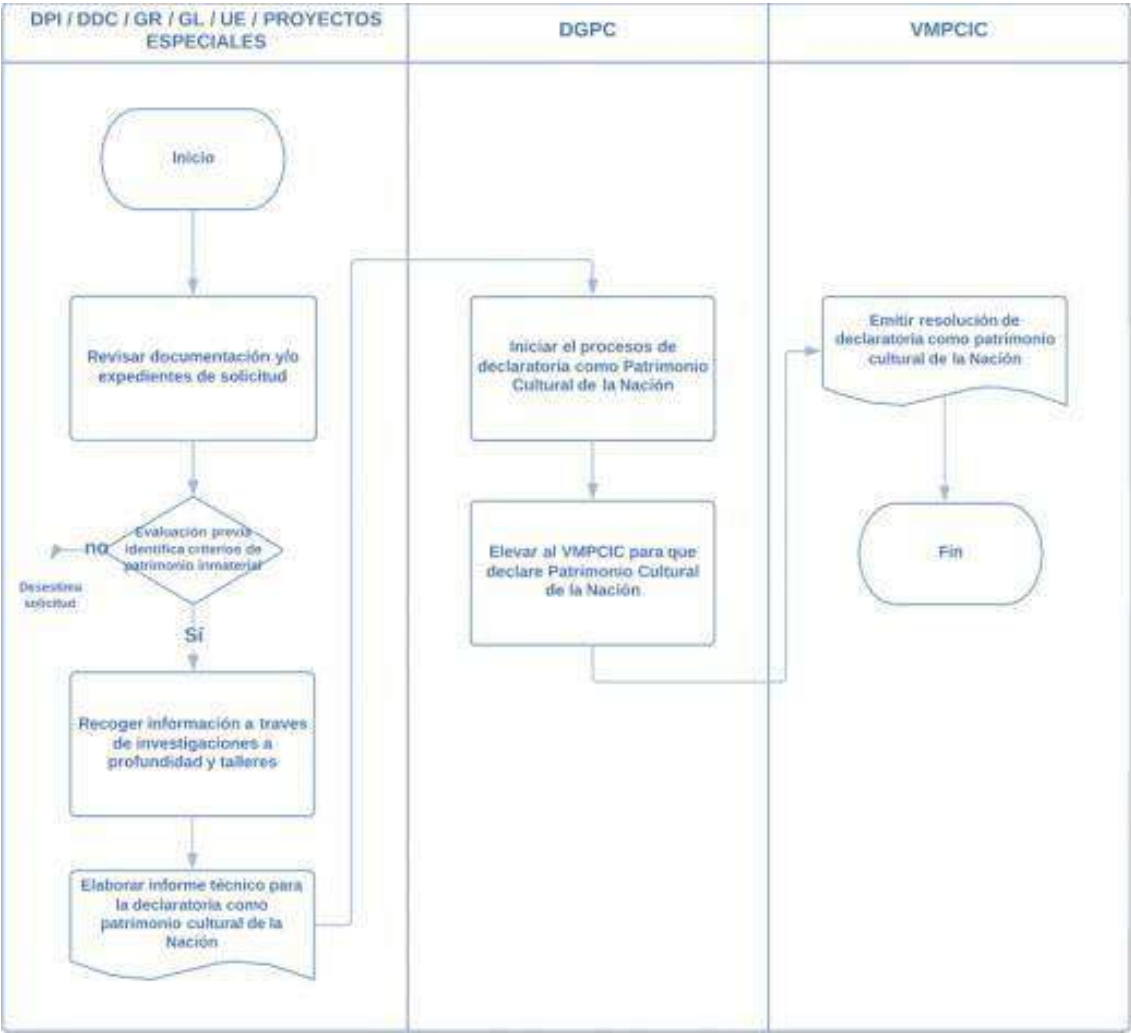 DPI / DDC / GR / GL / UE / PROYECTOS
ESPECIALES
DGPC
VMPCIC
Inicio
Revisar documentación y/o
expedientes de solicitud
Evaluación previa
identifica criterios de
patrimonio inmaterial
no
Desestima
solicitud
Sí
Recoger información a traves
de investigaciones a
profundidad y talleres
Elaborar informe técnico para
la declaratoria como
patrimonio cultural de la
Nación
Iniciar el procesos de
declaratoria como Patrimonio
Cultural de la Nación
Elevar al VMPCIC para que
declare Patrimonio Cultural
de la Nación
Emitir resolución de
declaratoria como patrimonio
cultural de la Nación
Fin